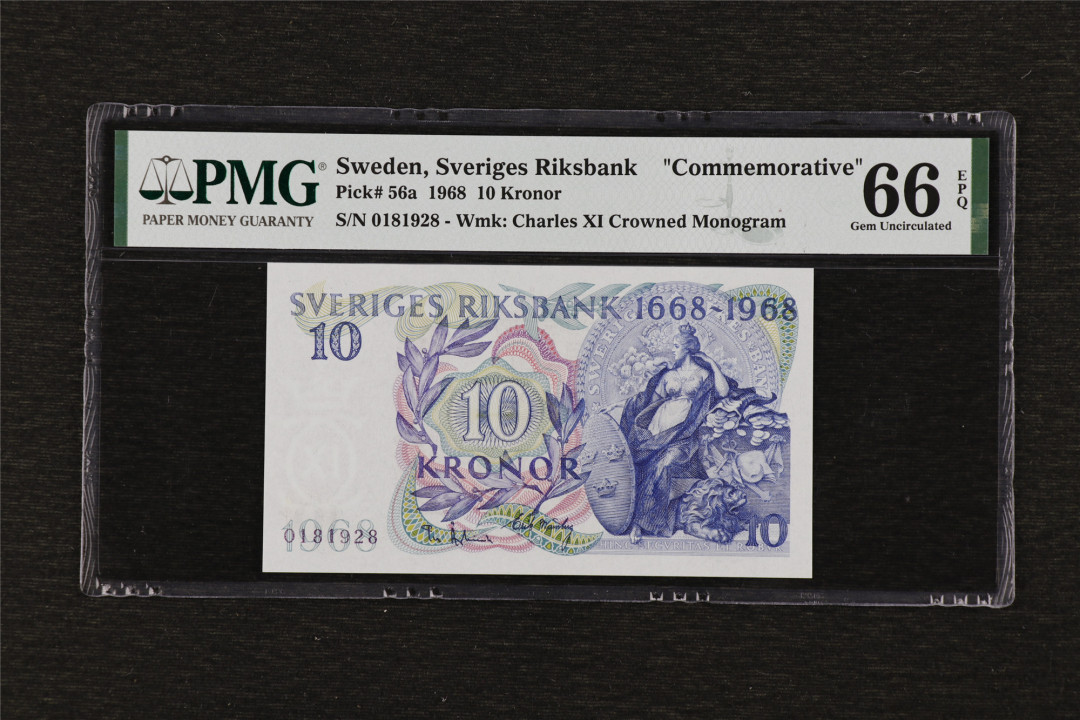 PMG®
PAPER MONEY GUARANTY
Sweden, Sveriges Riksbank "Commemorative"
Pick# 56a 1968 10 Kronor
S/N 0181928 - Wmk: Charles XI Crowned Monogram
66 EPQ
Gem Uncirculated
SVERIGES RIKSBANK 1668-1968
10
10
KRONOR
1968
0181928
10